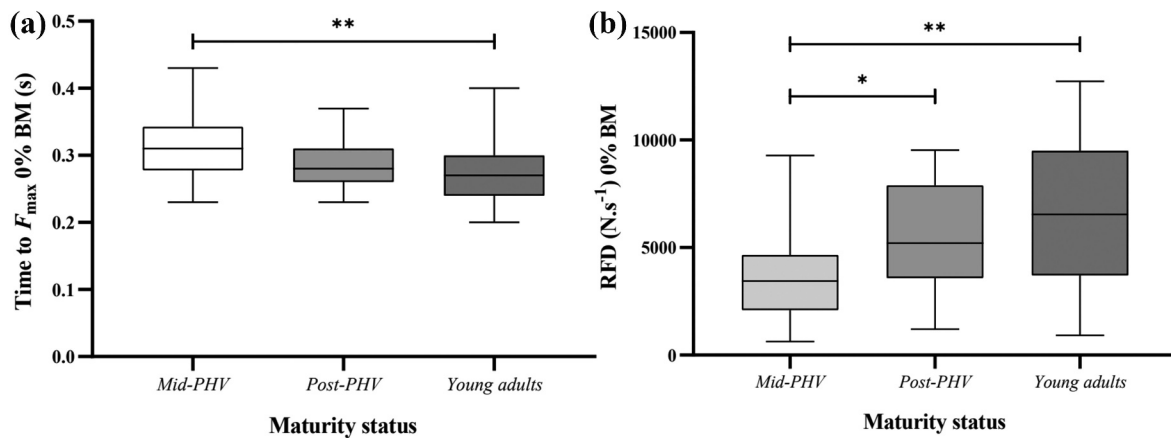 (a)
**
Time to Fmax 0% BM (s)
0.5
0.4
0.3
0.2
0.1
0.0
Mid-PHV Post-PHV Young adults
Maturity status
(b)
**
*
RFD (N.s⁻¹) 0% BM
15000
10000
5000
0
Mid-PHV Post-PHV Young adults
Maturity status